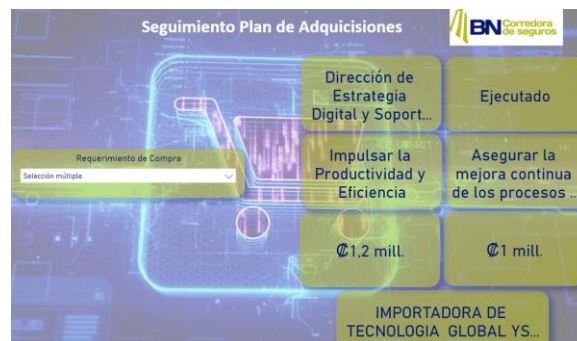 Seguimiento Plan de Adquicisiones
BN Corredora
de seguros
Dirección de
Estrategia
Digital y Soport...
Ejecutado
Requerimiento de Compra
Selección múltiple
Impulsar la
Productividad y
Eficiencia
Asegurar la
mejora continua
de los procesos ..
₡1,2 mill.
₡1 mill.
IMPORTADORA DE
TECNOLOGIA GLOBAL YS...